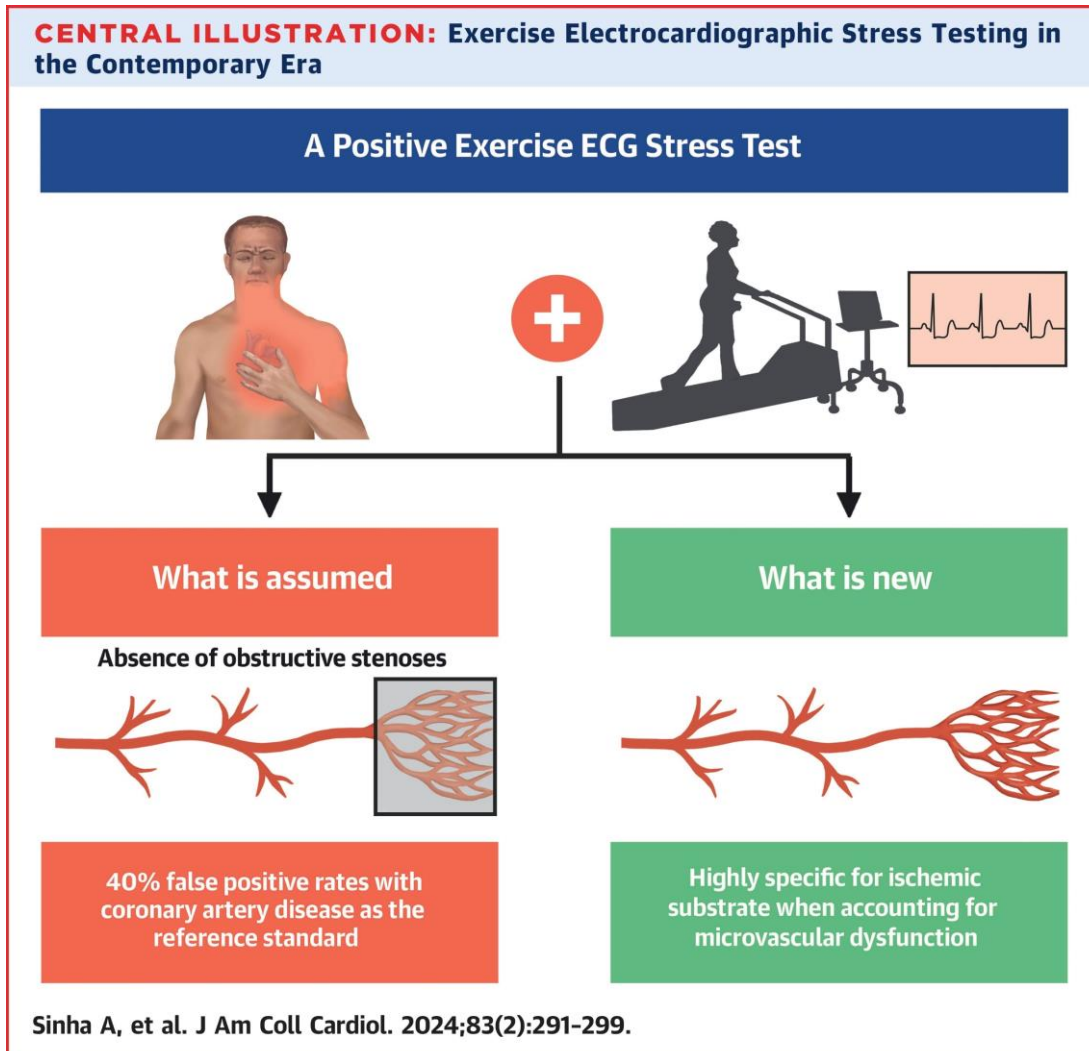 CENTRAL ILLUSTRATION: Exercise Electrocardiographic Stress Testing in
the Contemporary Era
A Positive Exercise ECG Stress Test
What is assumed
What is new
Absence of obstructive stenoses
40% false positive rates with
coronary artery disease as the
reference standard
Highly specific for ischemic
substrate when accounting for
microvascular dysfunction
Sinha A, et al. J Am Coll Cardiol. 2024;83(2):291–299.